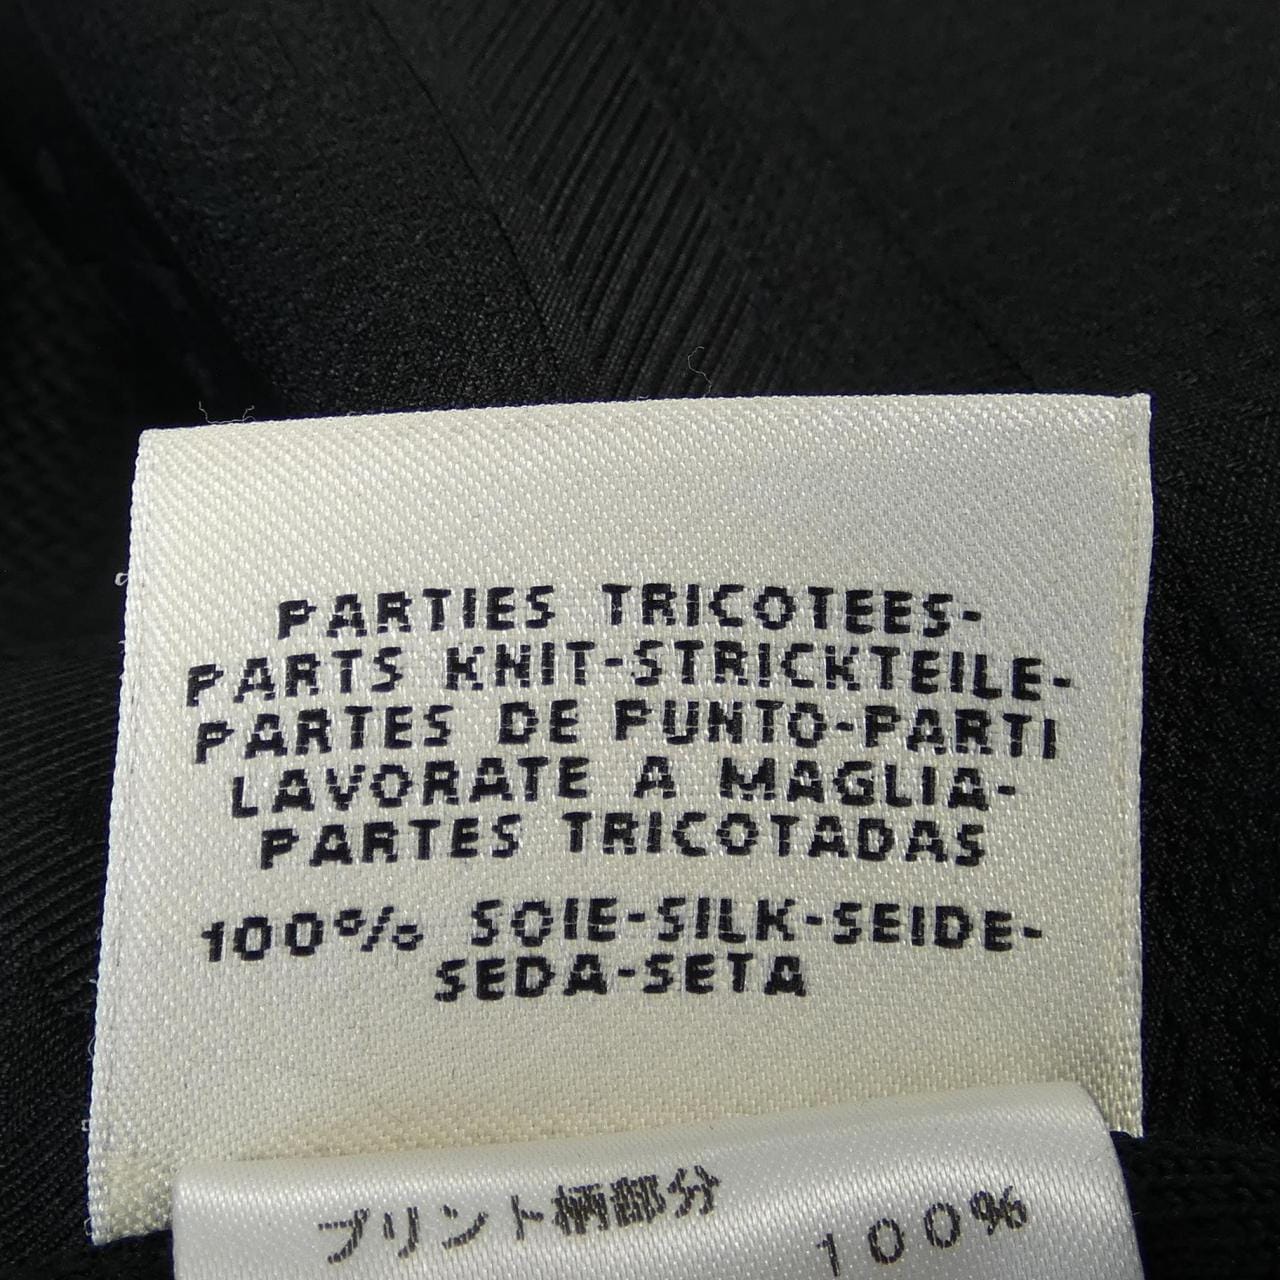 PARTIES TRICOTEES-
PARTS KNIT-STRICKTEILE-
PARTES DE PUNTO-PARTI
LAVORATE A MAGLIA-
PARTES TRICOTADAS
100% SOIE-SILK-SEIDE-
SEDA-SETA
プリント柄部分
100%